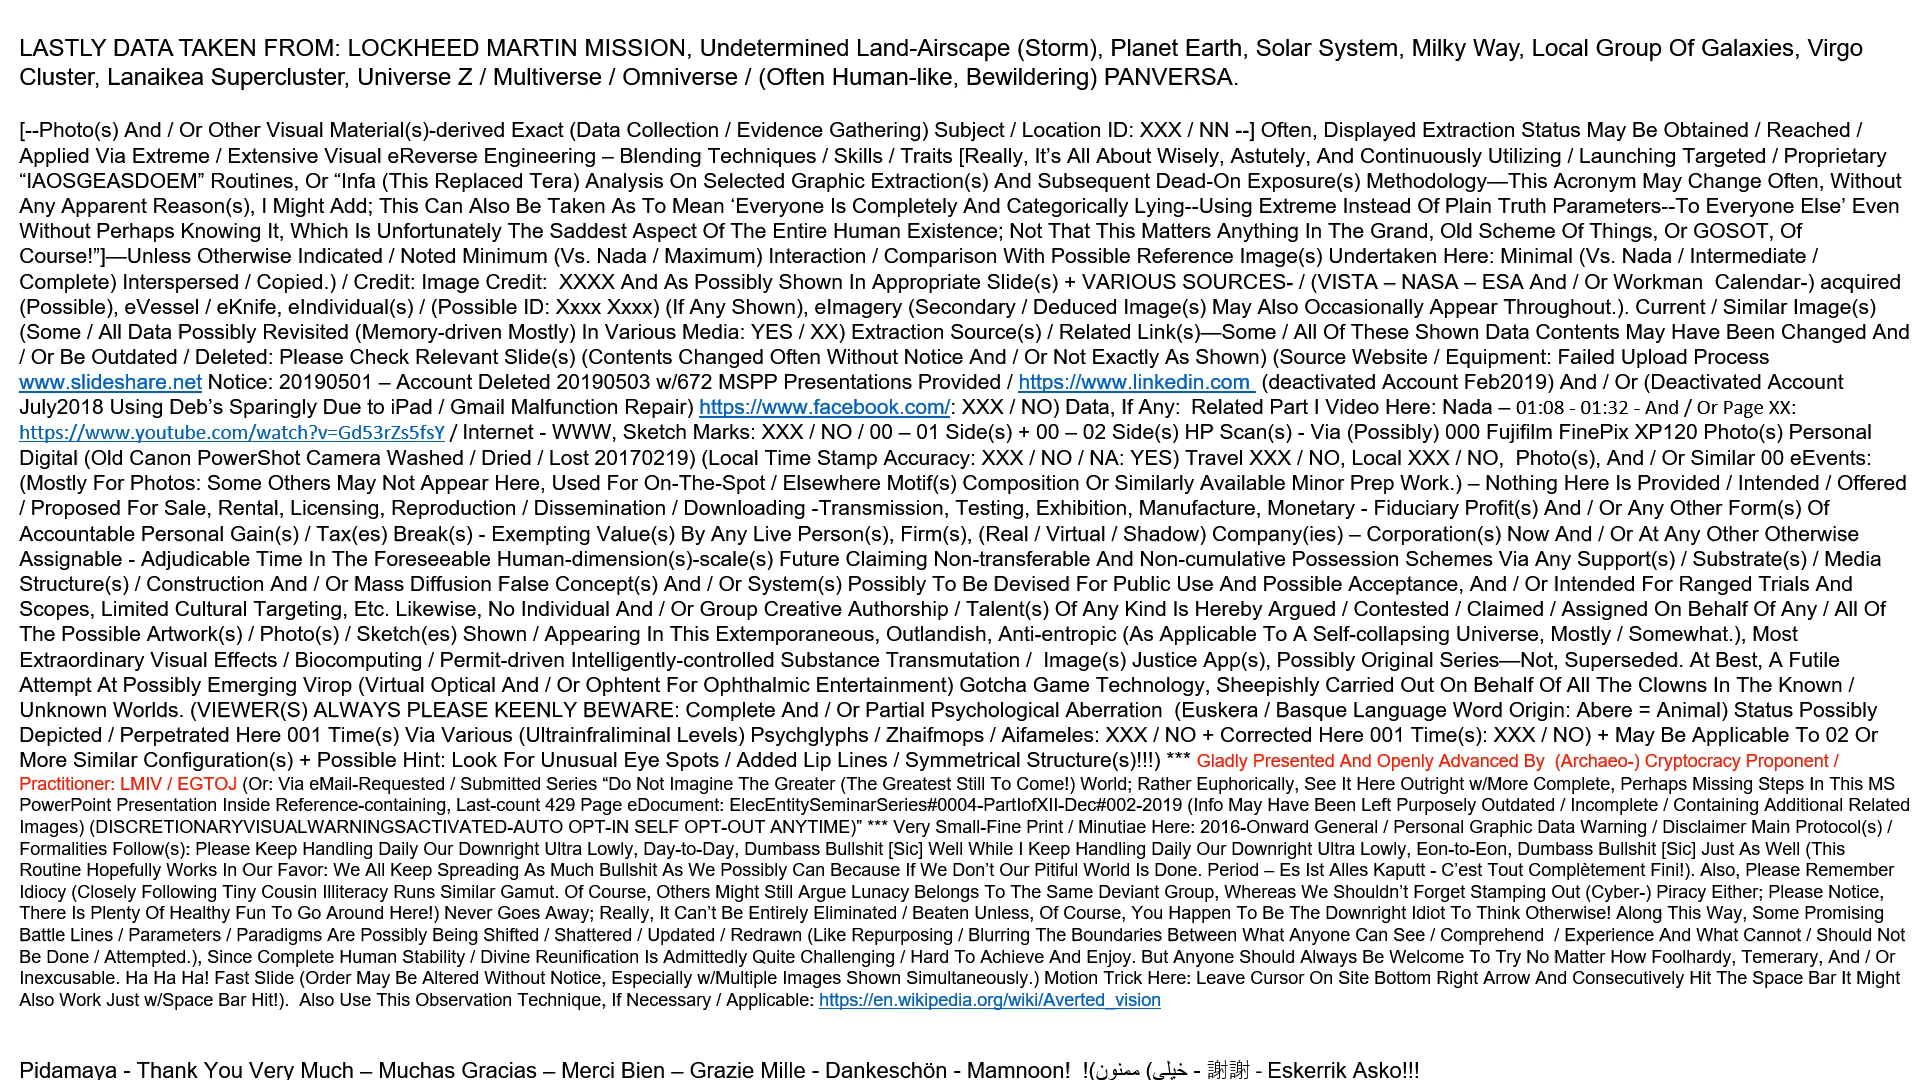 LASTLY DATA TAKEN FROM: LOCKHEED MARTIN MISSION, Undetermined Land-Airscape (Storm), Planet Earth, Solar System, Milky Way, Local Group Of Galaxies, Virgo
Cluster, Lanaikea Supercluster, Universe Z / Multiverse / Omniverse / (Often Human-like, Bewildering) PANVERSA.
[--Photo(s) And / Or Other Visual Material(s)-derived Exact (Data Collection / Evidence Gathering) Subject / Location ID: XXX / NN --] Often, Displayed Extraction Status May Be Obtained / Reached /
Applied Via Extreme / Extensive Visual eReverse Engineering – Blending Techniques / Skills / Traits [Really, It’s All About Wisely, Astutely, And Continuously Utilizing / Launching Targeted / Proprietary
“IAOSGEASDOEM” Routines, Or “Infa (This Replaced Tera) Analysis On Selected Graphic Extraction(s) And Subsequent Dead-On Exposure(s) Methodology—This Acronym May Change Often, Without
Any Apparent Reason(s), I Might Add; This Can Also Be Taken As To Mean ‘Everyone Is Completely And Categorically Lying--Using Extreme Instead Of Plain Truth Parameters--To Everyone Else’ Even
Without Perhaps Knowing It, Which Is Unfortunately The Saddest Aspect Of The Entire Human Existence; Not That This Matters Anything In The Grand, Old Scheme Of Things, Or GOSOT, Of
Course!”]—Unless Otherwise Indicated / Noted Minimum (Vs. Nada / Maximum) Interaction / Comparison With Possible Reference Image(s) Undertaken Here: Minimal (Vs. Nada / Intermediate /
Complete) Interspersed / Copied.) / Credit: Image Credit:  XXXX And As Possibly Shown In Appropriate Slide(s) + VARIOUS SOURCES- / (VISTA – NASA – ESA And / Or Workman  Calendar-) acquired
(Possible), eVessel / eKnife, eIndividual(s) / (Possible ID: Xxxx Xxxx) (If Any Shown), eImagery (Secondary / Deduced Image(s) May Also Occasionally Appear Throughout.). Current / Similar Image(s)
(Some / All Data Possibly Revisited (Memory-driven Mostly) In Various Media: YES / XX) Extraction Source(s) / Related Link(s)—Some / All Of These Shown Data Contents May Have Been Changed And
/ Or Be Outdated / Deleted: Please Check Relevant Slide(s) (Contents Changed Often Without Notice And / Or Not Exactly As Shown) (Source Website / Equipment: Failed Upload Process
www.slideshare.net Notice: 20190501 – Account Deleted 20190503 w/672 MSPP Presentations Provided / https://www.linkedin.com  (deactivated Account Feb2019) And / Or (Deactivated Account
July2018 Using Deb’s Sparingly Due to iPad / Gmail Malfunction Repair) https://www.facebook.com/: XXX / NO) Data, If Any:  Related Part I Video Here: Nada – 01:08 - 01:32 - And / Or Page XX:
https://www.youtube.com/watch?v=Gd53rZs5fsY / Internet - WWW, Sketch Marks: XXX / NO / 00 – 01 Side(s) + 00 – 02 Side(s) HP Scan(s) - Via (Possibly) 000 Fujifilm FinePix XP120 Photo(s) Personal
Digital (Old Canon PowerShot Camera Washed / Dried / Lost 20170219) (Local Time Stamp Accuracy: XXX / NO / NA: YES) Travel XXX / NO, Local XXX / NO,  Photo(s), And / Or Similar 00 eEvents:
(Mostly For Photos: Some Others May Not Appear Here, Used For On-The-Spot / Elsewhere Motif(s) Composition Or Similarly Available Minor Prep Work.) – Nothing Here Is Provided / Intended / Offered
/ Proposed For Sale, Rental, Licensing, Reproduction / Dissemination / Downloading -Transmission, Testing, Exhibition, Manufacture, Monetary - Fiduciary Profit(s) And / Or Any Other Form(s) Of
Accountable Personal Gain(s) / Tax(es) Break(s) - Exempting Value(s) By Any Live Person(s), Firm(s), (Real / Virtual / Shadow) Company(ies) – Corporation(s) Now And / Or At Any Other Otherwise
Assignable - Adjudicable Time In The Foreseeable Human-dimension(s)-scale(s) Future Claiming Non-transferable And Non-cumulative Possession Schemes Via Any Support(s) / Substrate(s) / Media
Structure(s) / Construction And / Or Mass Diffusion False Concept(s) And / Or System(s) Possibly To Be Devised For Public Use And Possible Acceptance, And / Or Intended For Ranged Trials And
Scopes, Limited Cultural Targeting, Etc. Likewise, No Individual And / Or Group Creative Authorship / Talent(s) Of Any Kind Is Hereby Argued / Contested / Claimed / Assigned On Behalf Of Any / All Of
The Possible Artwork(s) / Photo(s) / Sketch(es) Shown / Appearing In This Extemporaneous, Outlandish, Anti-entropic (As Applicable To A Self-collapsing Universe, Mostly / Somewhat.), Most
Extraordinary Visual Effects / Biocomputing / Permit-driven Intelligently-controlled Substance Transmutation /  Image(s) Justice App(s), Possibly Original Series—Not, Superseded. At Best, A Futile
Attempt At Possibly Emerging Virop (Virtual Optical And / Or Ophtent For Ophthalmic Entertainment) Gotcha Game Technology, Sheepishly Carried Out On Behalf Of All The Clowns In The Known /
Unknown Worlds. (VIEWER(S) ALWAYS PLEASE KEENLY BEWARE: Complete And / Or Partial Psychological Aberration  (Euskera / Basque Language Word Origin: Abere = Animal) Status Possibly
Depicted / Perpetrated Here 001 Time(s) Via Various (Ultrainfraliminal Levels) Psychglyphs / Zhaifmops / Aifameles: XXX / NO + Corrected Here 001 Time(s): XXX / NO) + May Be Applicable To 02 Or
More Similar Configuration(s) + Possible Hint: Look For Unusual Eye Spots / Added Lip Lines / Symmetrical Structure(s)!!!) *** Gladly Presented And Openly Advanced By  (Archaeo-) Cryptocracy Proponent /
Practitioner: LMIV / EGTOJ (Or: Via eMail-Requested / Submitted Series “Do Not Imagine The Greater (The Greatest Still To Come!) World; Rather Euphorically, See It Here Outright w/More Complete, Perhaps Missing Steps In This MS
PowerPoint Presentation Inside Reference-containing, Last-count 429 Page eDocument: ElecEntitySeminarSeries#0004-PartIofXII-Dec#002-2019 (Info May Have Been Left Purposely Outdated / Incomplete / Containing Additional Related
Images) (DISCRETIONARYVISUALWARNINGSACTIVATED-AUTO OPT-IN SELF OPT-OUT ANYTIME)” *** Very Small-Fine Print / Minutiae Here: 2016-Onward General / Personal Graphic Data Warning / Disclaimer Main Protocol(s) /
Formalities Follow(s): Please Keep Handling Daily Our Downright Ultra Lowly, Day-to-Day, Dumbass Bullshit [Sic] Well While I Keep Handling Daily Our Downright Ultra Lowly, Eon-to-Eon, Dumbass Bullshit [Sic] Just As Well (This
Routine Hopefully Works In Our Favor: We All Keep Spreading As Much Bullshit As We Possibly Can Because If We Don’t Our Pitiful World Is Done. Period – Es Ist Alles Kaputt - C’est Tout Complètement Fini!). Also, Please Remember
Idiocy (Closely Following Tiny Cousin Illiteracy Runs Similar Gamut. Of Course, Others Might Still Argue Lunacy Belongs To The Same Deviant Group, Whereas We Shouldn’t Forget Stamping Out (Cyber-) Piracy Either; Please Notice,
There Is Plenty Of Healthy Fun To Go Around Here!) Never Goes Away; Really, It Can’t Be Entirely Eliminated / Beaten Unless, Of Course, You Happen To Be The Downright Idiot To Think Otherwise! Along This Way, Some Promising
Battle Lines / Parameters / Paradigms Are Possibly Being Shifted / Shattered / Updated / Redrawn (Like Repurposing / Blurring The Boundaries Between What Anyone Can See / Comprehend  / Experience And What Cannot / Should Not
Be Done / Attempted.), Since Complete Human Stability / Divine Reunification Is Admittedly Quite Challenging / Hard To Achieve And Enjoy. But Anyone Should Always Be Welcome To Try No Matter How Foolhardy, Temerary, And / Or
Inexcusable. Ha Ha Ha! Fast Slide (Order May Be Altered Without Notice, Especially w/Multiple Images Shown Simultaneously.) Motion Trick Here: Leave Cursor On Site Bottom Right Arrow And Consecutively Hit The Space Bar It Might
Also Work Just w/Space Bar Hit!).  Also Use This Observation Technique, If Necessary / Applicable: https://en.wikipedia.org/wiki/Averted_vision
Pidamaya - Thank You Very Much – Muchas Gracias – Merci Bien – Grazie Mille - Dankeschön - Mamnoon!  !(خیلی) ممنون - 謝謝 - Eskerrik Asko!!!